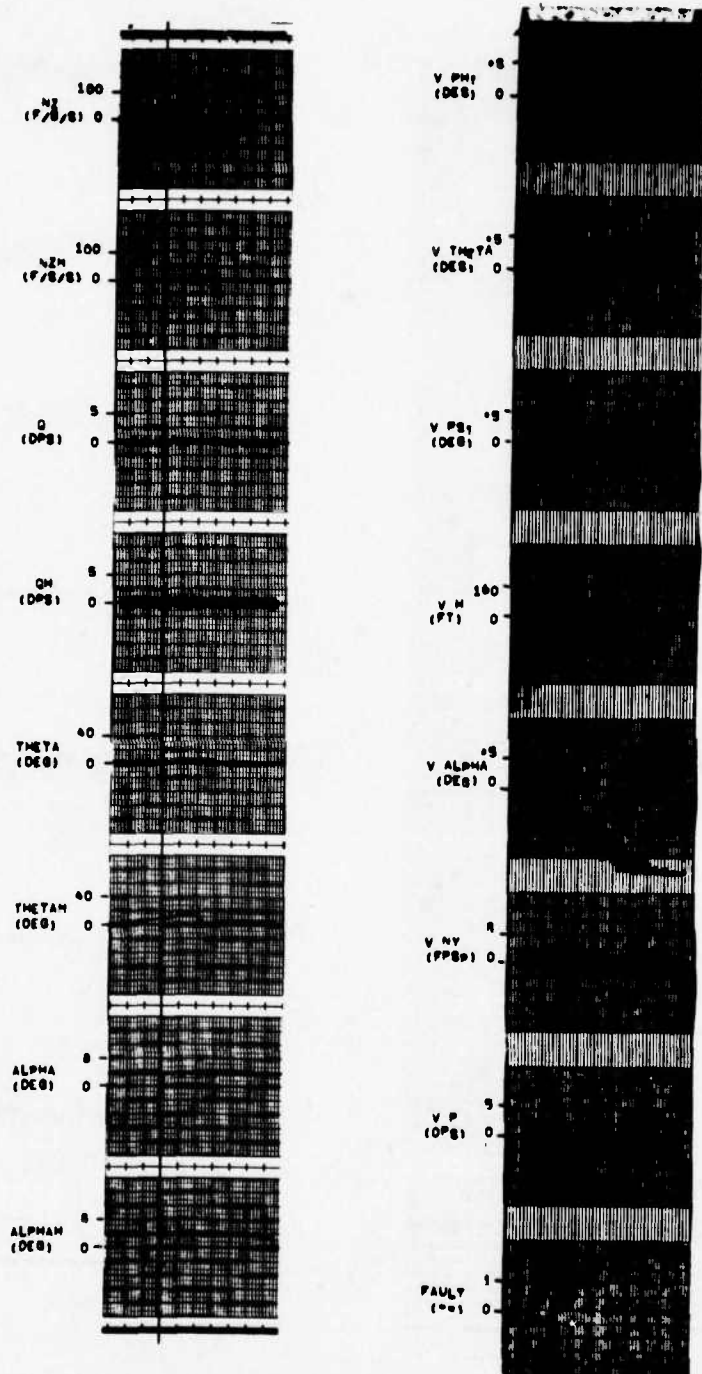 100
NZ
(F/S/S) 0
100
NZM
(F/S/S) 0
5
Q
(DPS) 0
5
QM
(DPS) 0
40
THETA
(DEG) 0
40
THETAM
(DEG) 0
8
ALPHA
(DEG) 0
8
ALPHAM
(DEG) 0
V PHI
(DEG) 0
V THETA
(DEG) 0
V PSI
(DEG) 0
100
V H
(FT) 0
V ALPHA
(DEG) 0
V NY
0
5
V P
(DPS) 0
1
FAULT
0